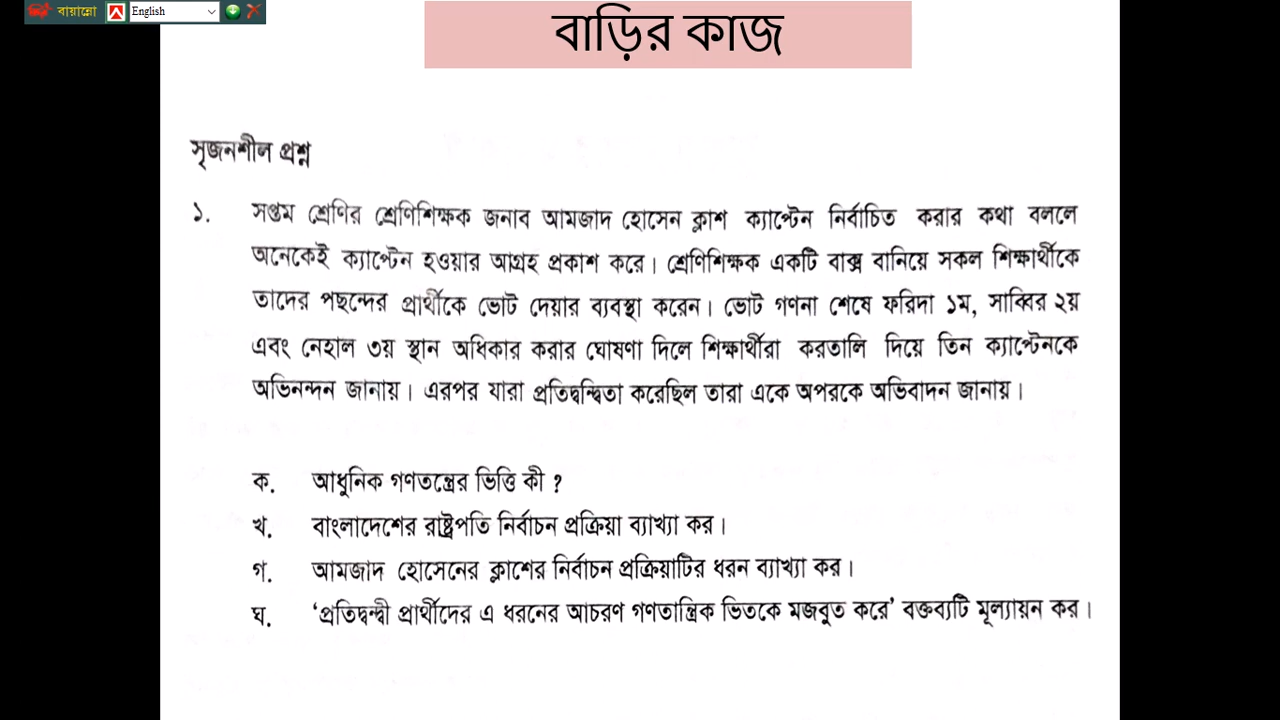 বায়ান্নো English
বাড়ির কাজ
সৃজনশীল প্রশ্ন
১. সপ্তম শ্রেণির শ্রেণিশিক্ষক জনাব আমজাদ হোসেন ক্লাশ ক্যাপ্টেন নির্বাচিত করার কথা বললে
অনেকেই ক্যাপ্টেন হওয়ার আগ্রহ প্রকাশ করে। শ্রেণিশিক্ষক একটি বাক্স বানিয়ে সকল শিক্ষার্থীকে
তাদের পছন্দের প্রার্থীকে ভোট দেয়ার ব্যবস্থা করেন। ভোট গণনা শেষে ফরিদা ১ম, সাব্বির ২য়
এবং নেহাল ৩য় স্থান অধিকার করার ঘোষণা দিলে শিক্ষার্থীরা করতালি দিয়ে তিন ক্যাপ্টেনকে
অভিনন্দন জানায়। এরপর যারা প্রতিদ্বন্দ্বিতা করেছিল তারা একে অপরকে অভিবাদন জানায়।
ক. আধুনিক গণতন্ত্রের ভিত্তি কী ?
খ. বাংলাদেশের রাষ্ট্রপতি নির্বাচন প্রক্রিয়া ব্যাখ্যা কর।
গ. আমজাদ হোসেনের ক্লাশের নির্বাচন প্রক্রিয়াটির ধরন ব্যাখ্যা কর।
ঘ. ‘প্রতিদ্বন্দ্বী প্রার্থীদের এ ধরনের আচরণ গণতান্ত্রিক ভিতকে মজবুত করে’ বক্তব্যটি মূল্যায়ন কর।